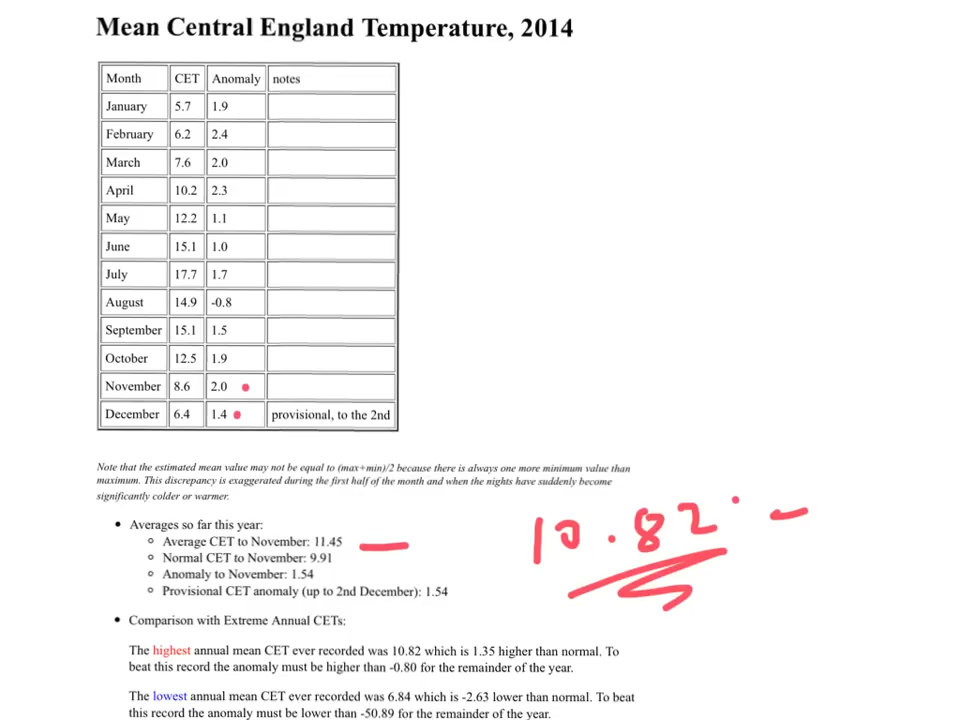 Mean Central England Temperature, 2014
Month CET Anomaly notes
January 5.7 1.9
February 6.2 2.4
March 7.6 2.0
April 10.2 2.3
May 12.2 1.1
June 15.1 1.0
July 17.7 1.7
August 14.9 -0.8
September 15.1 1.5
October 12.5 1.9
November 8.6 2.0
December 6.4 1.4 provisional, to the 2nd
Note that the estimated mean value may not be equal to (max+min)/2 because there is always one more minimum value than
maximum. This discrepancy is exaggerated during the first half of the month and when the nights have suddenly become
significantly colder or warmer.
• Averages so far this year:
Average CET to November: 11.45
Normal CET to November: 9.91
Anomaly to November: 1.54
Provisional CET anomaly (up to 2nd December): 1.54
10.82
• Comparison with Extreme Annual CETs:
The highest annual mean CET ever recorded was 10.82 which is 1.35 higher than normal. To
beat this record the anomaly must be higher than -0.80 for the remainder of the year.
The lowest annual mean CET ever recorded was 6.84 which is -2.63 lower than normal. To beat
this record the anomaly must be lower than -50.89 for the remainder of the year.